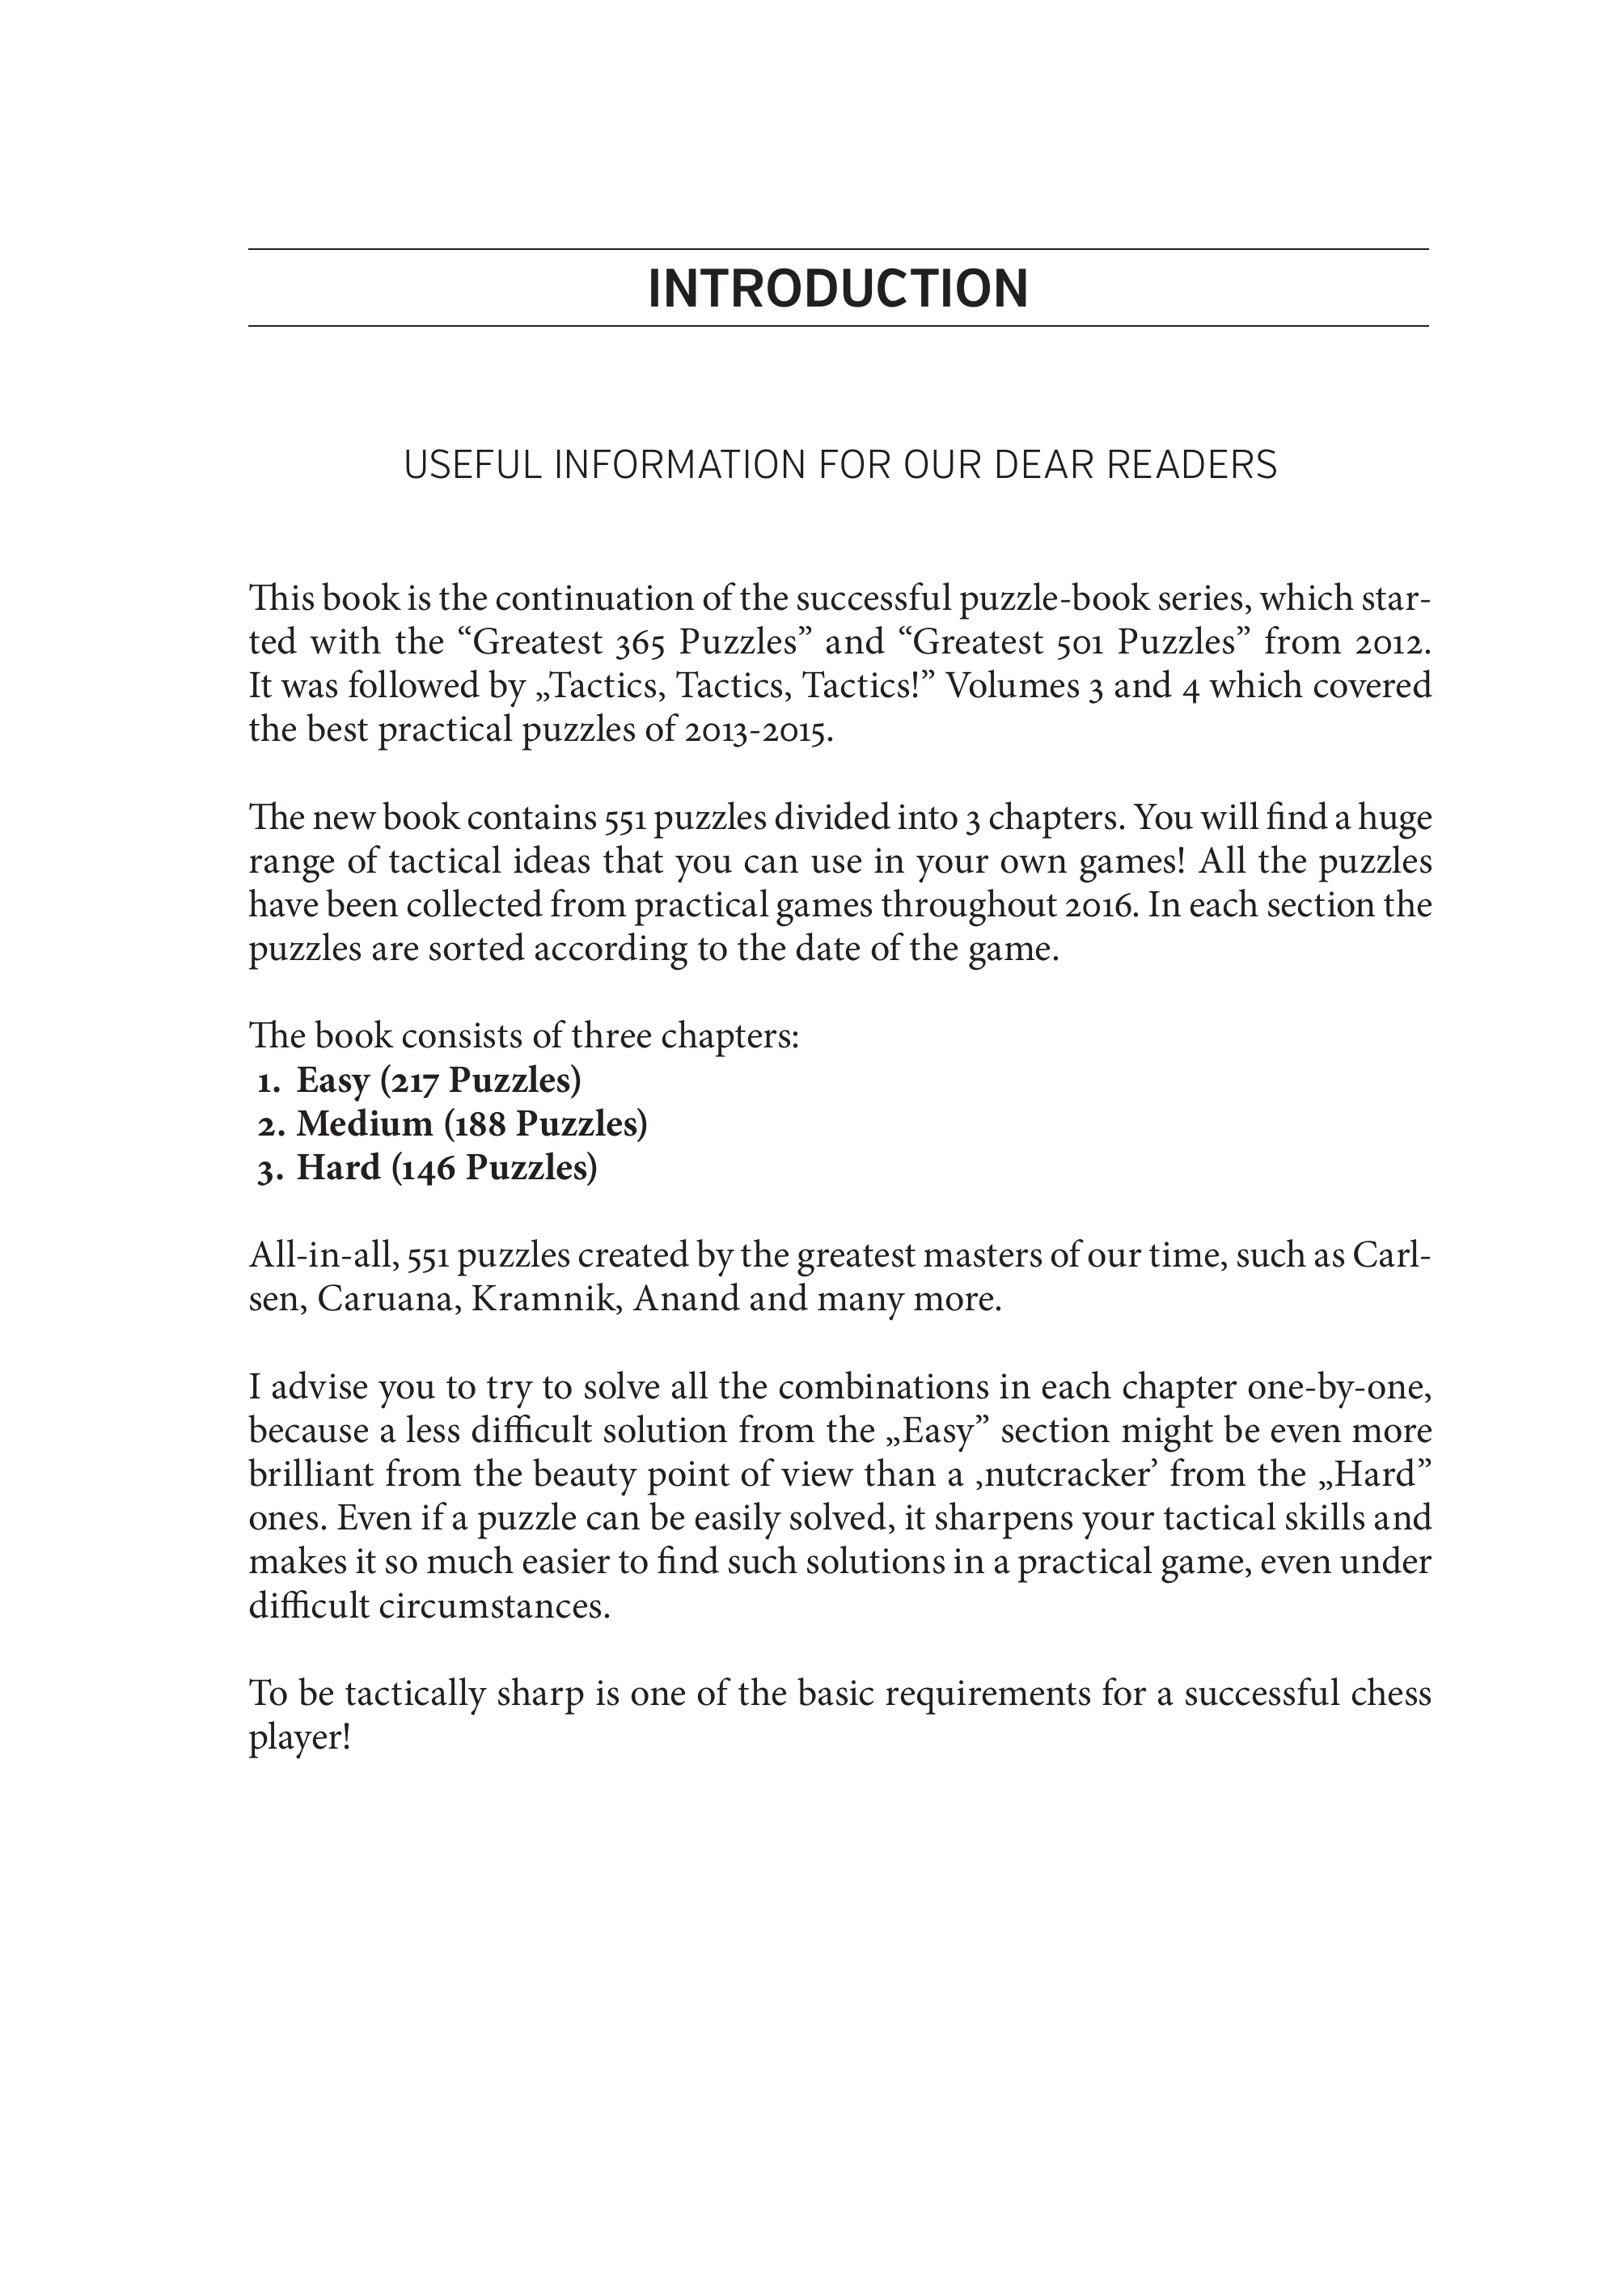 INTRODUCTION
USEFUL INFORMATION FOR OUR DEAR READERS
This book is the continuation of the successful puzzle-book series, which star-
ted with the “Greatest 365 Puzzles” and “Greatest 501 Puzzles” from 2012.
It was followed by „Tactics, Tactics, Tactics!” Volumes 3 and 4 which covered
the best practical puzzles of 2013-2015.
The new book contains 551 puzzles divided into 3 chapters. You will find a huge
range of tactical ideas that you can use in your own games! All the puzzles
have been collected from practical games throughout 2016. In each section the
puzzles are sorted according to the date of the game.
The book consists of three chapters:
1. Easy (217 Puzzles)
2. Medium (188 Puzzles)
3. Hard (146 Puzzles)
All-in-all, 551 puzzles created by the greatest masters of our time, such as Carl-
sen, Caruana, Kramnik, Anand and many more.
I advise you to try to solve all the combinations in each chapter one-by-one,
because a less difficult solution from the „Easy” section might be even more
brilliant from the beauty point of view than a ‚nutcracker’ from the „Hard”
ones. Even if a puzzle can be easily solved, it sharpens your tactical skills and
makes it so much easier to find such solutions in a practical game, even under
difficult circumstances.
To be tactically sharp is one of the basic requirements for a successful chess
player!